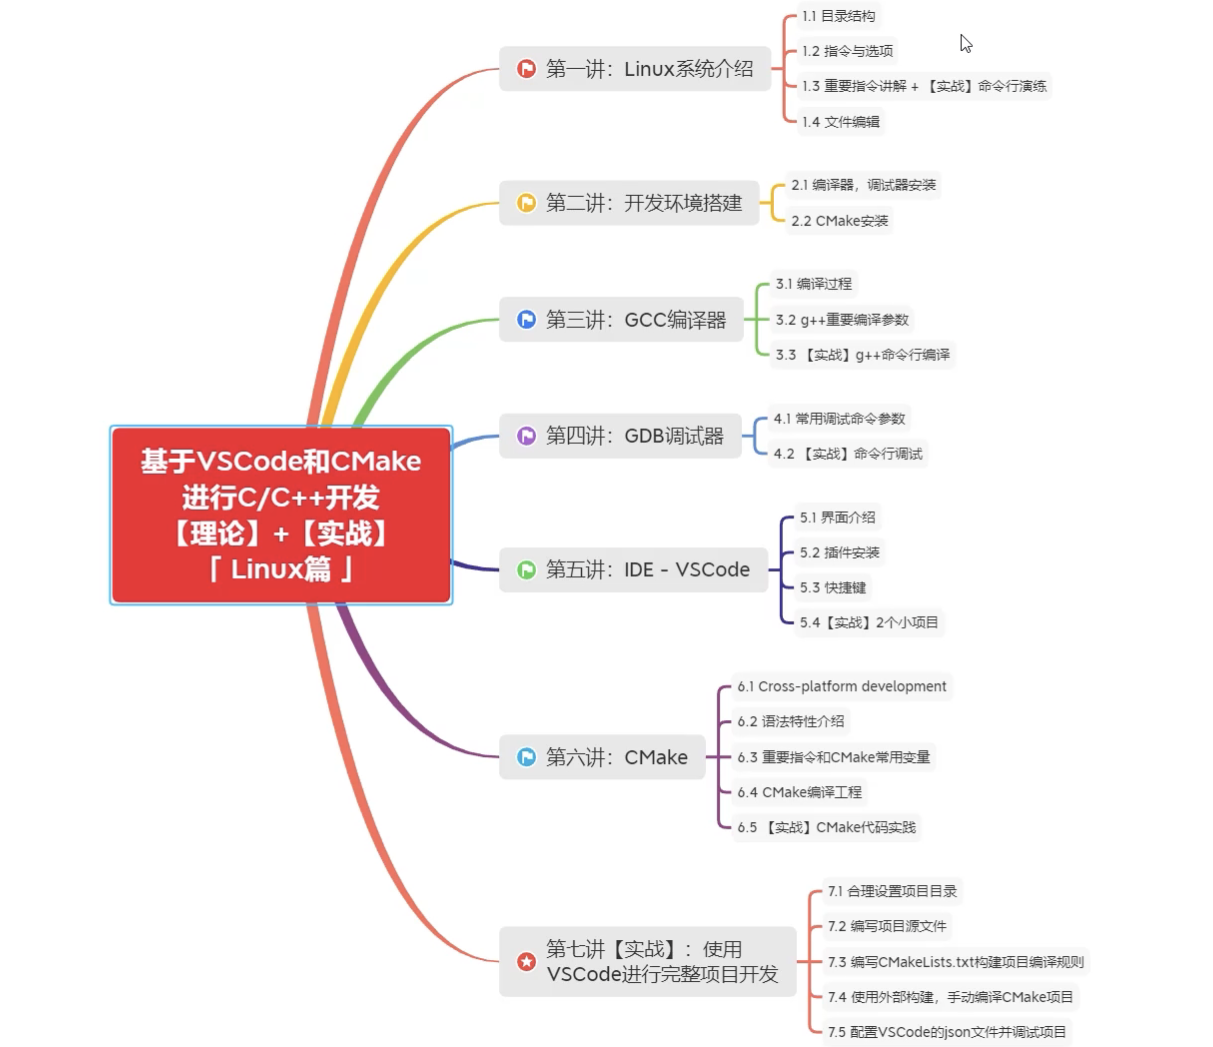 基于VSCode和CMake
进行C/C++开发
【理论】+【实战】
「 Linux篇 」
第一讲：Linux系统介绍
1.1 目录结构
1.2 指令与选项
1.3 重要指令讲解 + 【实战】命令行演练
1.4 文件编辑
第二讲：开发环境搭建
2.1 编译器，调试器安装
2.2 CMake安装
第三讲：GCC编译器
3.1 编译过程
3.2 g++重要编译参数
3.3 【实战】g++命令行编译
第四讲：GDB调试器
4.1 常用调试命令参数
4.2 【实战】命令行调试
第五讲：IDE - VSCode
5.1 界面介绍
5.2 插件安装
5.3 快捷键
5.4【实战】2个小项目
第六讲：CMake
6.1 Cross-platform development
6.2 语法特性介绍
6.3 重要指令和CMake常用变量
6.4 CMake编译工程
6.5 【实战】CMake代码实践
第七讲【实战】：使用
VSCode进行完整项目开发
7.1 合理设置项目目录
7.2 编写项目源文件
7.3 编写CMakeLists.txt构建项目编译规则
7.4 使用外部构建，手动编译CMake项目
7.5 配置VSCode的json文件并调试项目